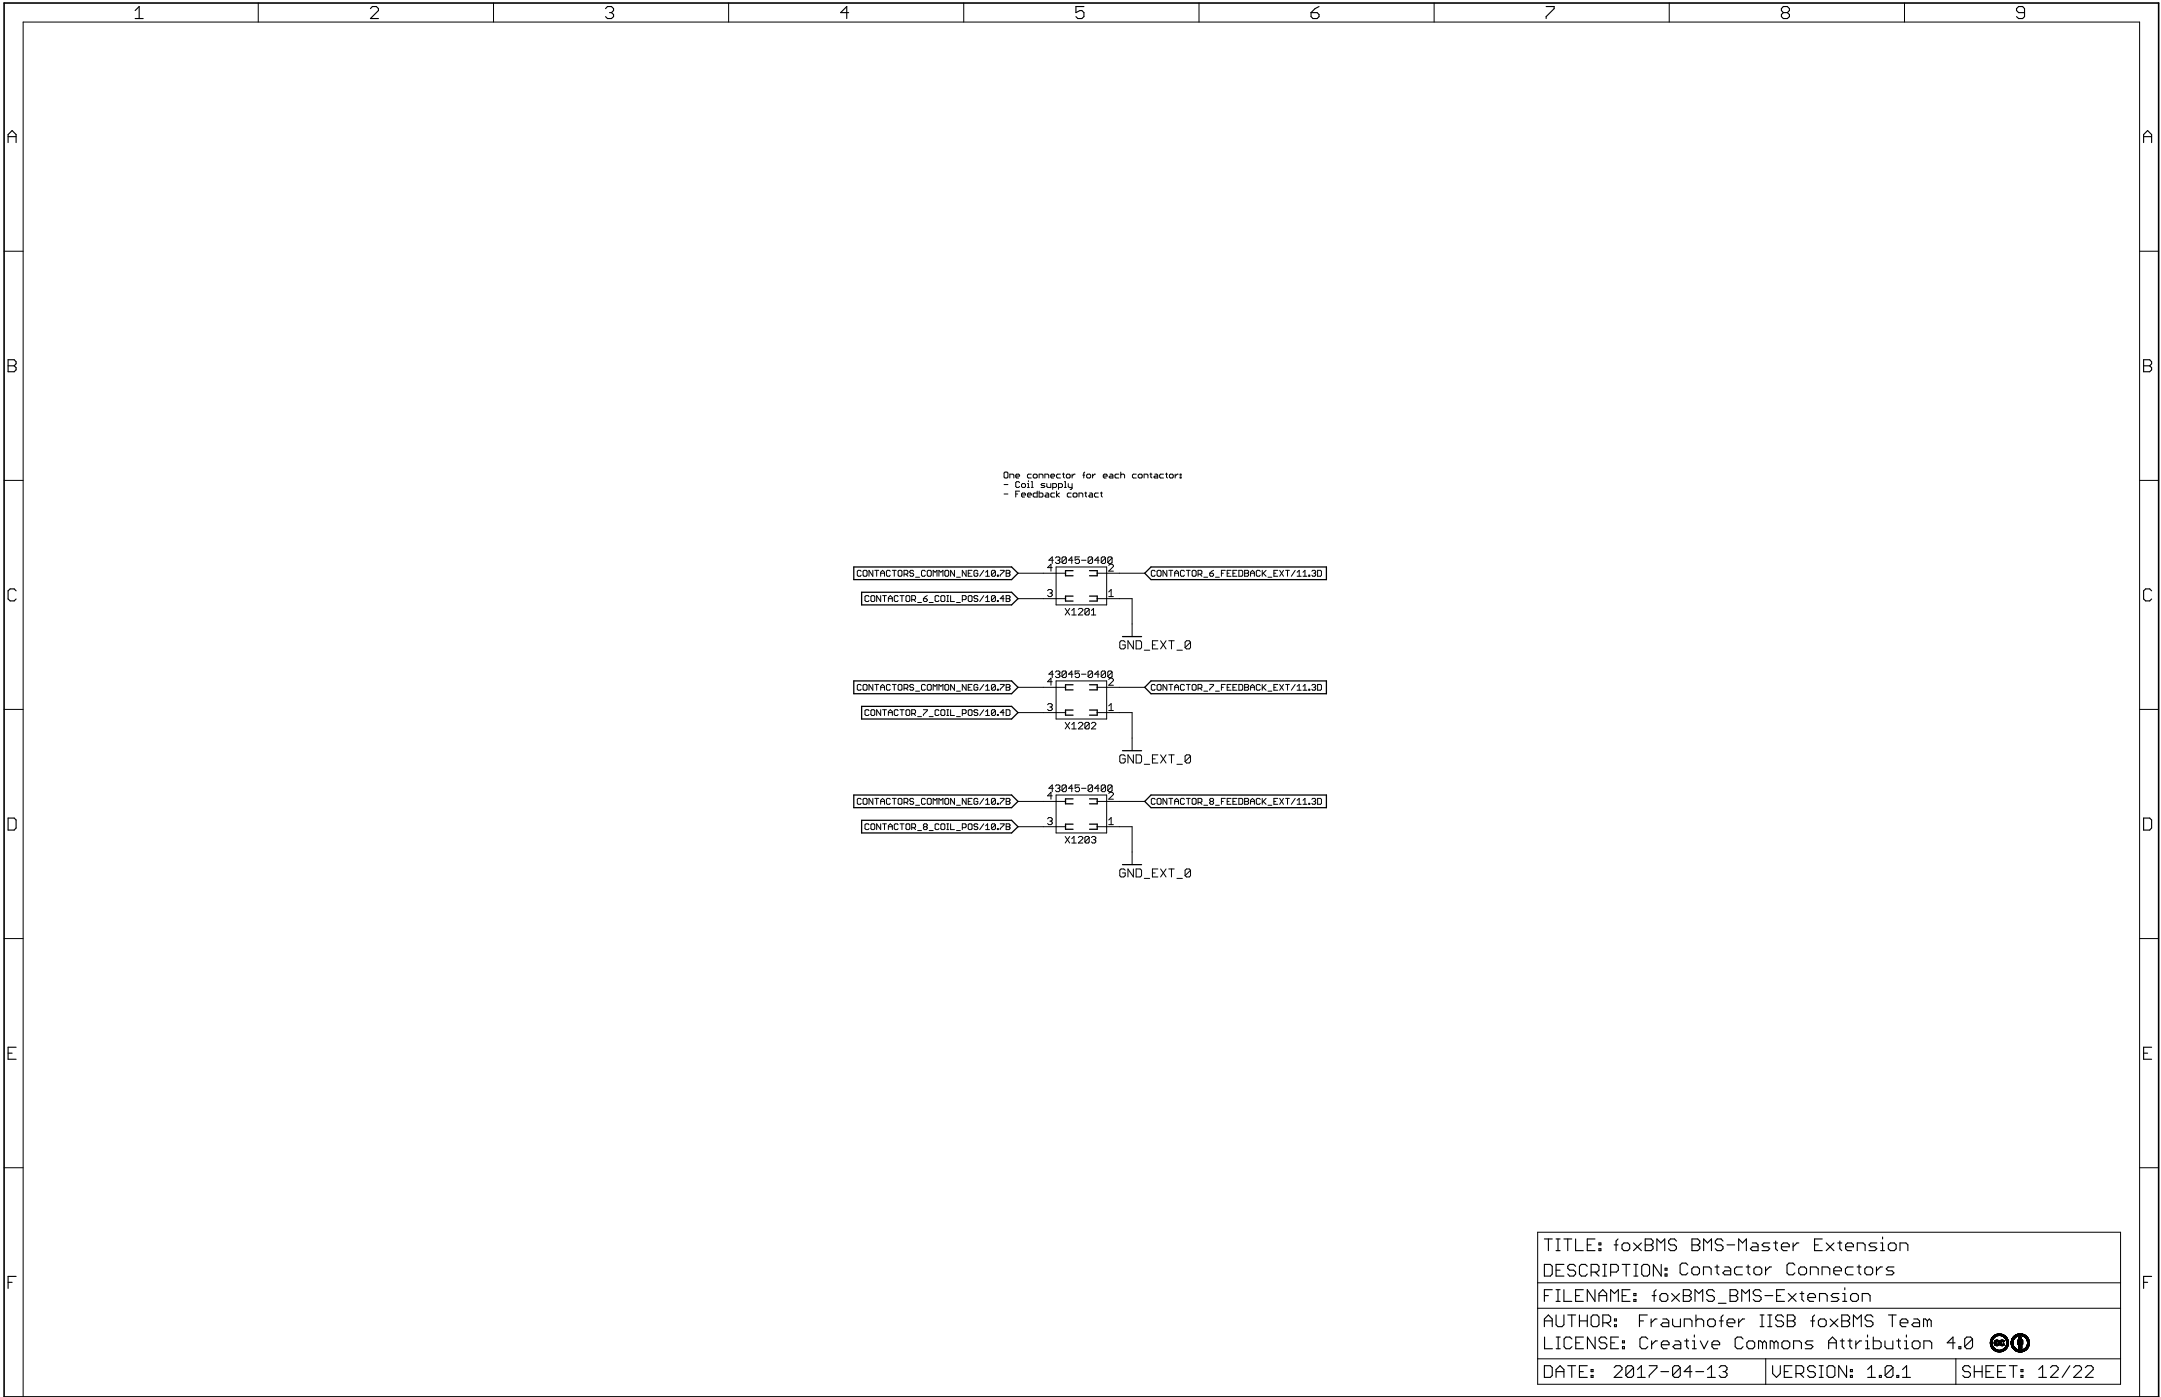 1 2 3 4 5 6 7 8 9
A A
B B
One connector for each contactor:
- Coil supply
- Feedback contact
43045-0400
CONTACTORS_COMMON_NEG/10.7B 4 2 CONTACTOR_6_FEEDBACK_EXT/11.3D
C C
CONTACTOR_6_COIL_POS/10.4B 3 1
X1201
GND_EXT_0
43045-0400
CONTACTORS_COMMON_NEG/10.7B 4 2 CONTACTOR_7_FEEDBACK_EXT/11.3D
CONTACTOR_7_COIL_POS/10.4D 3 1
X1202
GND_EXT_0
43045-0400
CONTACTORS_COMMON_NEG/10.7B 4 2 CONTACTOR_8_FEEDBACK_EXT/11.3D
D D
CONTACTOR_8_COIL_POS/10.7B 3 1
X1203
GND_EXT_0
E E
TITLE: foxBMS BMS-Master Extension
DESCRIPTION: Contactor Connectors
F F
FILENAME: foxBMS_BMS-Extension
AUTHOR: Fraunhofer IISB foxBMS Team
LICENSE: Creative Commons Attribution 4.0 cc
DATE: 2017-04-13 VERSION: 1.0.1 SHEET: 12/22